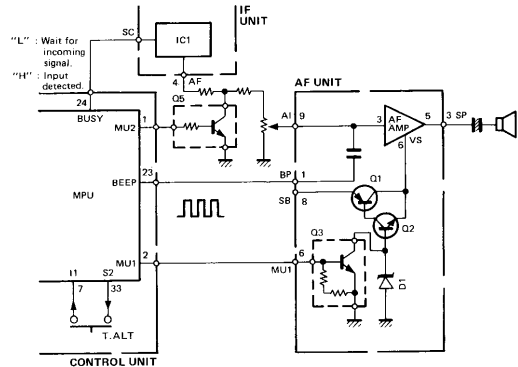 IF
UNIT
"L" : Wait for
incoming
signal.
"H" : Input
detected.
SC
IC1
4 AF
24
BUSY
Q5
AF UNIT
MU2 1
AI 9
3 AF AMP 5
3 SP
VS
6
MPU
BEEP 23
BP 1
SB 8
Q1
Q2
Q3
MU1 2
MU1 6
D1
I1 S2
7 33
T.ALT
CONTROL UNIT